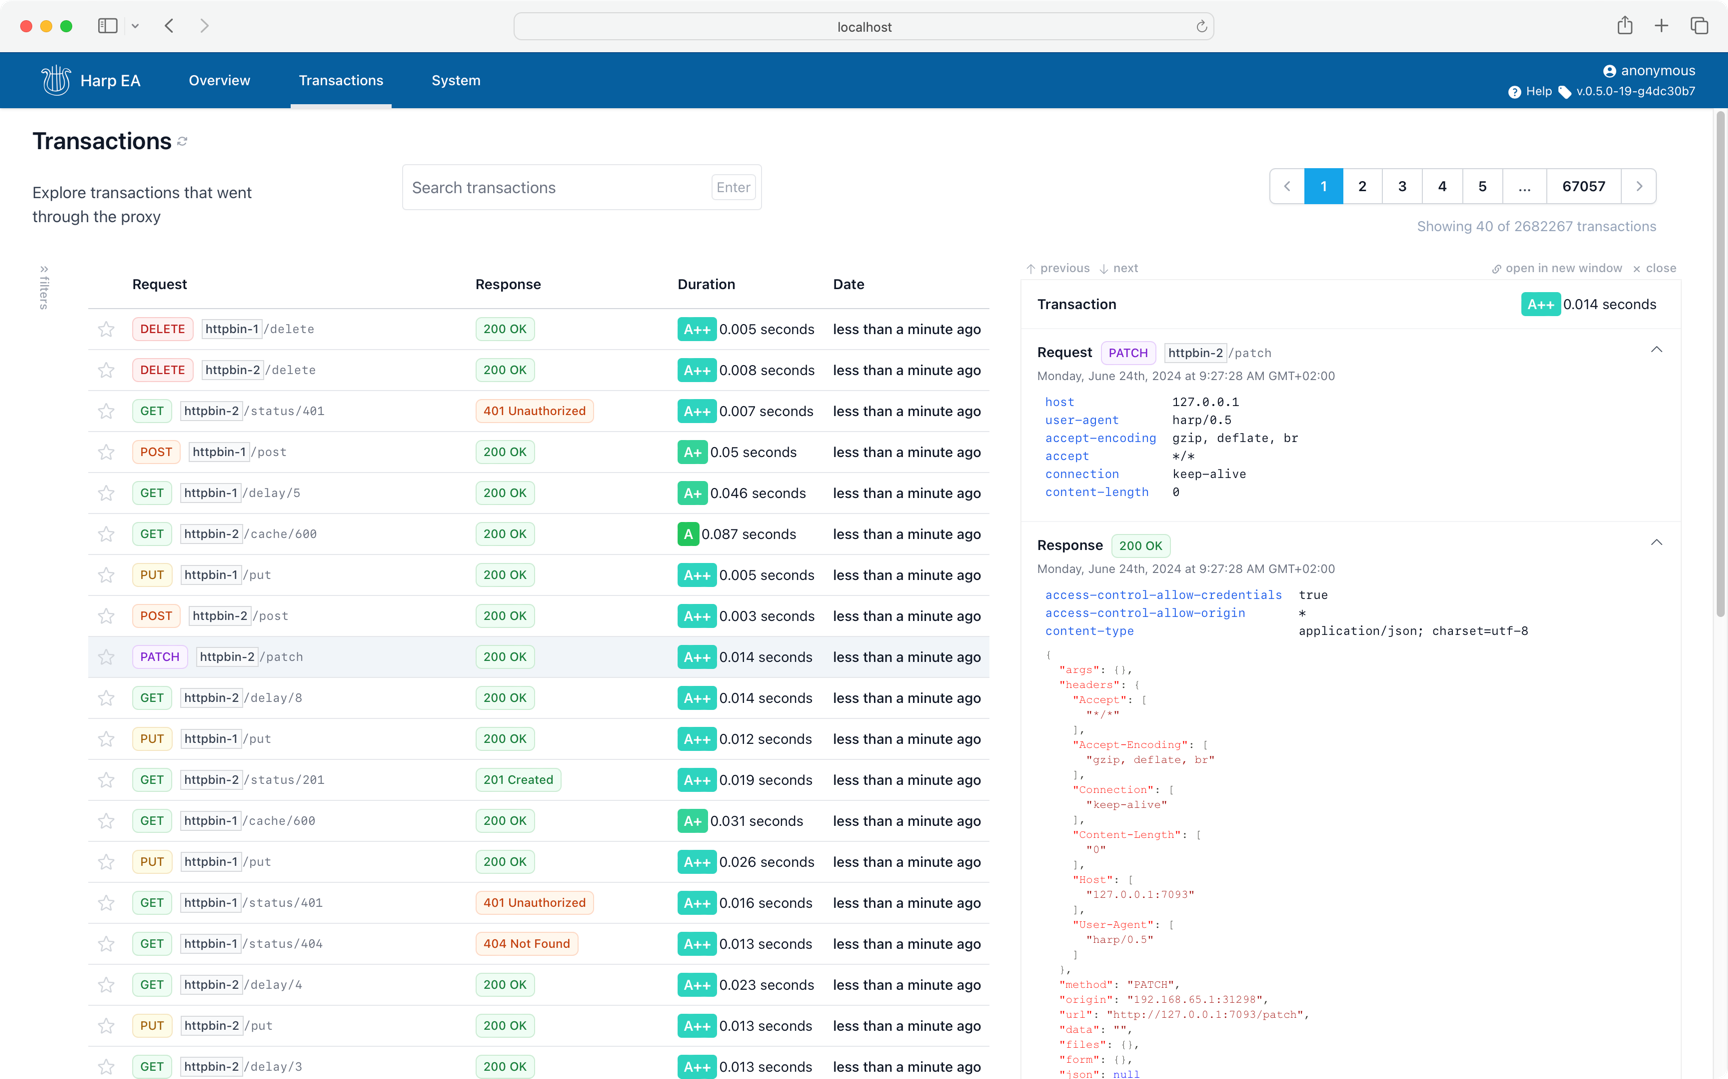 localhost
Harp EA
Overview
Transactions
System
anonymous
? Help v.0.5.0-19-g4dc30b7
Transactions
Explore transactions that went
through the proxy
Search transactions Enter
1 2 3 4 5 ... 67057
Showing 40 of 2682267 transactions
» filters
Request Response Duration Date
DELETE httpbin-1/delete 200 OK A++ 0.005 seconds less than a minute ago
DELETE httpbin-2/delete 200 OK A++ 0.008 seconds less than a minute ago
GET httpbin-2/status/401 401 Unauthorized A++ 0.007 seconds less than a minute ago
POST httpbin-1/post 200 OK A+ 0.05 seconds less than a minute ago
GET httpbin-1/delay/5 200 OK A+ 0.046 seconds less than a minute ago
GET httpbin-2/cache/600 200 OK A 0.087 seconds less than a minute ago
PUT httpbin-1/put 200 OK A++ 0.005 seconds less than a minute ago
POST httpbin-2/post 200 OK A++ 0.003 seconds less than a minute ago
PATCH httpbin-2/patch 200 OK A++ 0.014 seconds less than a minute ago
GET httpbin-2/delay/8 200 OK A++ 0.014 seconds less than a minute ago
PUT httpbin-1/put 200 OK A++ 0.012 seconds less than a minute ago
GET httpbin-2/status/201 201 Created A++ 0.019 seconds less than a minute ago
GET httpbin-1/cache/600 200 OK A+ 0.031 seconds less than a minute ago
PUT httpbin-1/put 200 OK A++ 0.026 seconds less than a minute ago
GET httpbin-1/status/401 401 Unauthorized A++ 0.016 seconds less than a minute ago
GET httpbin-1/status/404 404 Not Found A++ 0.013 seconds less than a minute ago
GET httpbin-2/delay/4 200 OK A++ 0.023 seconds less than a minute ago
PUT httpbin-2/put 200 OK A++ 0.013 seconds less than a minute ago
GET httpbin-2/delay/3 200 OK A++ 0.013 seconds less than a minute ago
↑ previous ↓ next open in new window × close
Transaction A++ 0.014 seconds
Request PATCH httpbin-2/patch
Monday, June 24th, 2024 at 9:27:28 AM GMT+02:00
host 127.0.0.1
user-agent harp/0.5
accept-encoding gzip, deflate, br
accept */*
connection keep-alive
content-length 0
Response 200 OK
Monday, June 24th, 2024 at 9:27:28 AM GMT+02:00
access-control-allow-credentials true
access-control-allow-origin *
content-type application/json; charset=utf-8
{
"args": {},
"headers": {
"Accept": [
"*/*"
],
"Accept-Encoding": [
"gzip, deflate, br"
],
"Connection": [
"keep-alive"
],
"Content-Length": [
"0"
],
"Host": [
"127.0.0.1:7093"
],
"User-Agent": [
"harp/0.5"
]
},
"method": "PATCH",
"origin": "192.168.65.1:31298",
"url": "http://127.0.0.1:7093/patch",
"data": "",
"files": {},
"form": {},
"json": null